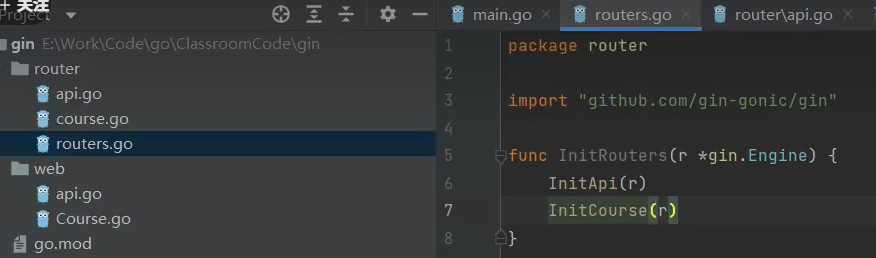 关注
Project
gin E:\Work\Code\go\ClassroomCode\gin
router
api.go
course.go
routers.go
web
api.go
Course.go
go.mod
main.go routers.go router\api.go
1 package router
2
3 import "github.com/gin-gonic/gin"
4
5 func InitRouters(r *gin.Engine) {
6 InitApi(r)
7 InitCourse(r)
8 }